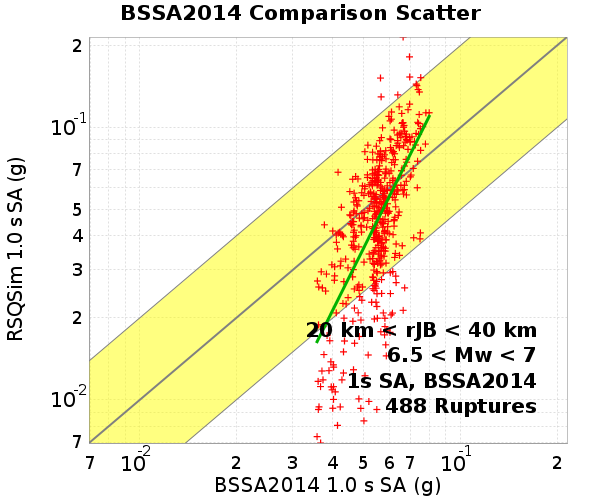 BSSA2014 Comparison Scatter
RSQSim 1.0 s SA (g)
2
10⁻¹
7
5
4
3
2
10⁻²
7
20 km < rJB < 40 km
6.5 < Mw < 7
1s SA, BSSA2014
488 Ruptures
7 10⁻² 2 3 4 5 6 7 10⁻¹ 2
BSSA2014 1.0 s SA (g)